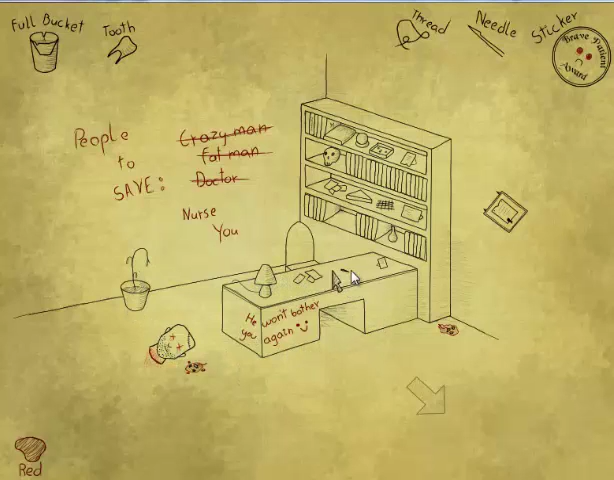 Full Bucket
Tooth
Thread
Needle
Sticker
Brave Patient
Award
People
to
SAVE:
Crazy man
fat man
Doctor
Nurse
You
He won't bother
you again :)
Red